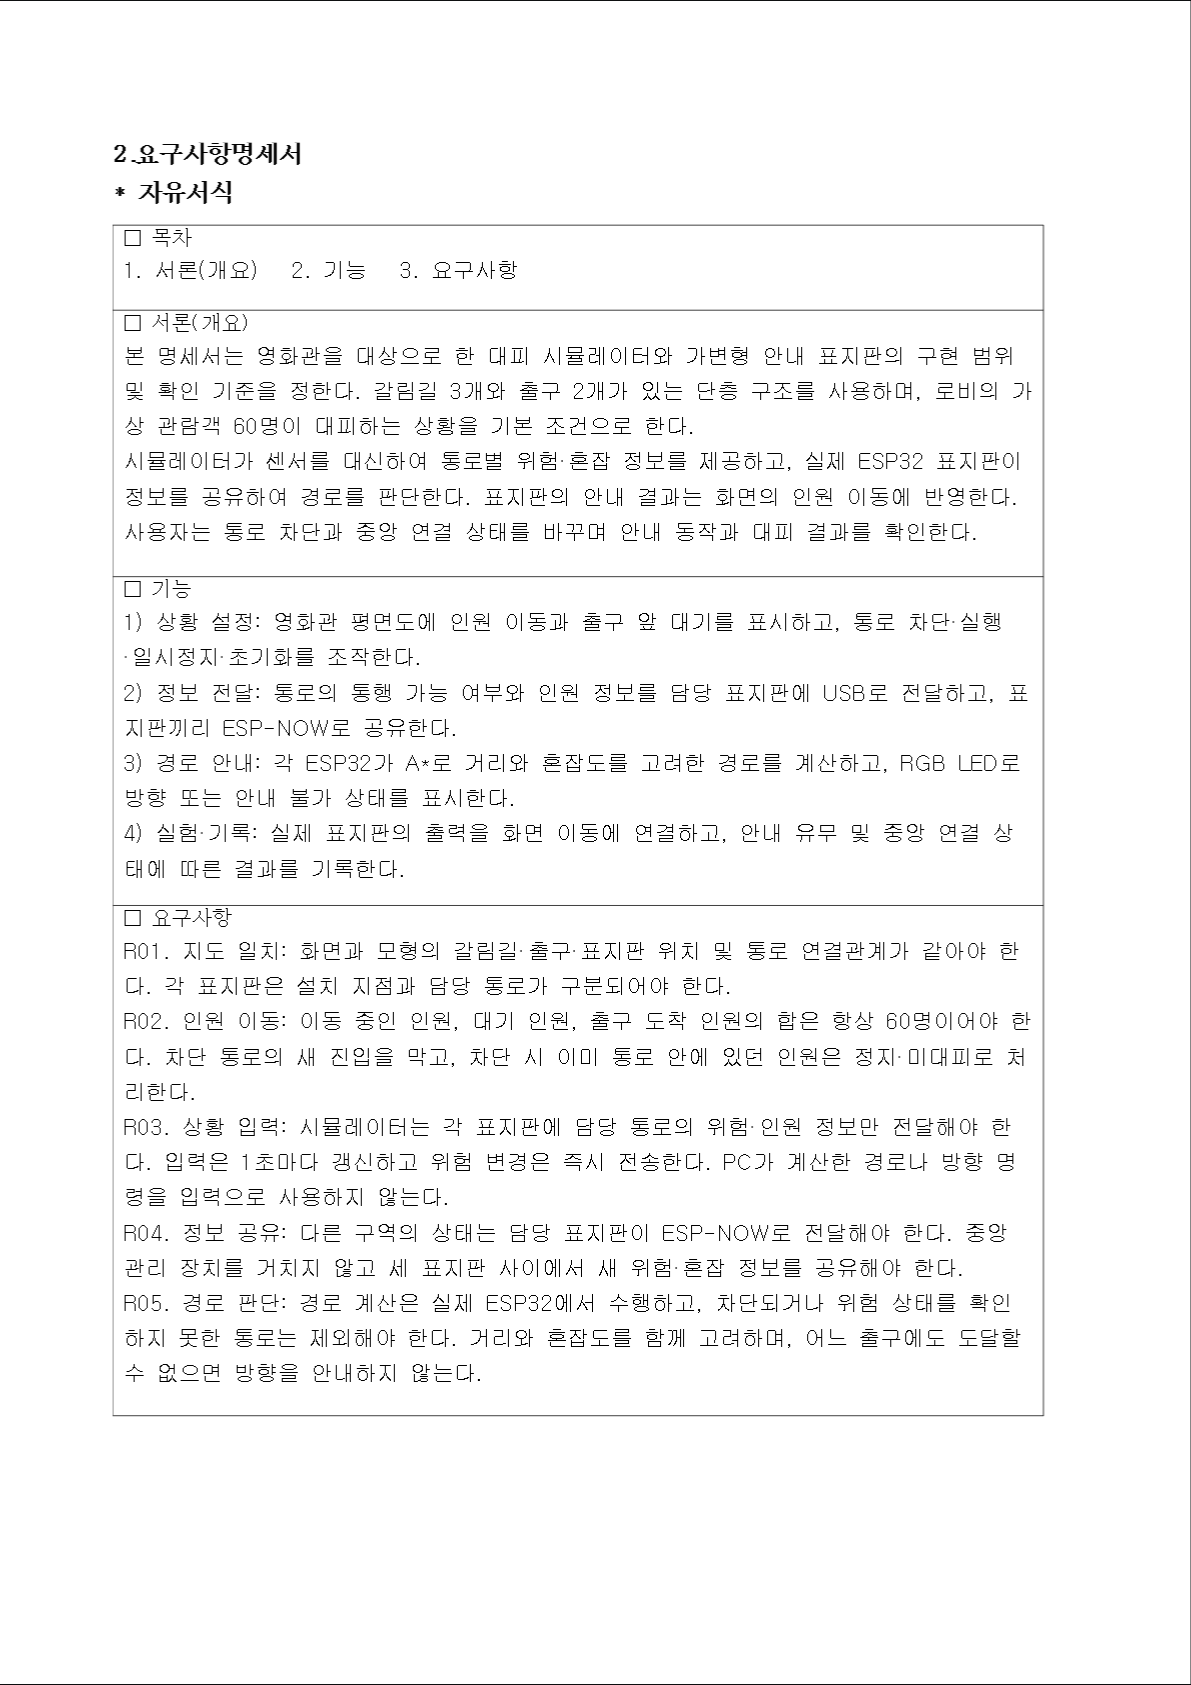 2.요구사항명세서
* 자유서식
□ 목차
1. 서론(개요)  2. 기능  3. 요구사항
□ 서론(개요)
본 명세서는 영화관을 대상으로 한 대피 시뮬레이터와 가변형 안내 표지판의 구현 범위
및 확인 기준을 정한다. 갈림길 3개와 출구 2개가 있는 단층 구조를 사용하며, 로비의 가
상 관람객 60명이 대피하는 상황을 기본 조건으로 한다.
시뮬레이터가 센서를 대신하여 통로별 위험·혼잡 정보를 제공하고, 실제 ESP32 표지판이
정보를 공유하여 경로를 판단한다. 표지판의 안내 결과는 화면의 인원 이동에 반영한다.
사용자는 통로 차단과 중앙 연결 상태를 바꾸며 안내 동작과 대피 결과를 확인한다.
□ 기능
1) 상황 설정: 영화관 평면도에 인원 이동과 출구 앞 대기를 표시하고, 통로 차단·실행
·일시정지·초기화를 조작한다.
2) 정보 전달: 통로의 통행 가능 여부와 인원 정보를 담당 표지판에 USB로 전달하고, 표
지판끼리 ESP-NOW로 공유한다.
3) 경로 안내: 각 ESP32가 A*로 거리와 혼잡도를 고려한 경로를 계산하고, RGB LED로
방향 또는 안내 불가 상태를 표시한다.
4) 실험·기록: 실제 표지판의 출력을 화면 이동에 연결하고, 안내 유무 및 중앙 연결 상
태에 따른 결과를 기록한다.
□ 요구사항
R01. 지도 일치: 화면과 모형의 갈림길·출구·표지판 위치 및 통로 연결관계가 같아야 한
다. 각 표지판은 설치 지점과 담당 통로가 구분되어야 한다.
R02. 인원 이동: 이동 중인 인원, 대기 인원, 출구 도착 인원의 합은 항상 60명이어야 한
다. 차단 통로의 새 진입을 막고, 차단 시 이미 통로 안에 있던 인원은 정지·미대피로 처
리한다.
R03. 상황 입력: 시뮬레이터는 각 표지판에 담당 통로의 위험·인원 정보만 전달해야 한
다. 입력은 1초마다 갱신하고 위험 변경은 즉시 전송한다. PC가 계산한 경로나 방향 명
령을 입력으로 사용하지 않는다.
R04. 정보 공유: 다른 구역의 상태는 담당 표지판이 ESP-NOW로 전달해야 한다. 중앙
관리 장치를 거치지 않고 세 표지판 사이에서 새 위험·혼잡 정보를 공유해야 한다.
R05. 경로 판단: 경로 계산은 실제 ESP32에서 수행하고, 차단되거나 위험 상태를 확인
하지 못한 통로는 제외해야 한다. 거리와 혼잡도를 함께 고려하며, 어느 출구에도 도달할
수 없으면 방향을 안내하지 않는다.